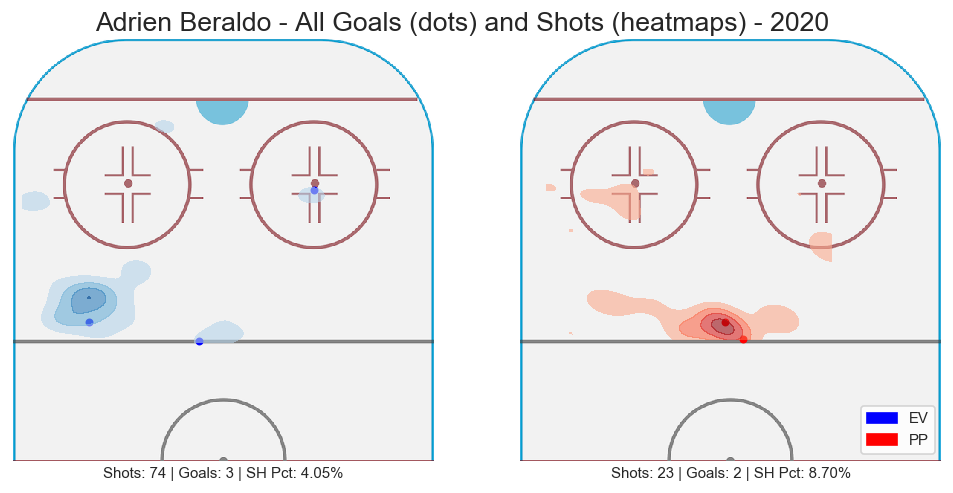 Adrien Beraldo - All Goals (dots) and Shots (heatmaps) - 2020
EV
PP
Shots: 74 | Goals: 3 | SH Pct: 4.05%
Shots: 23 | Goals: 2 | SH Pct: 8.70%